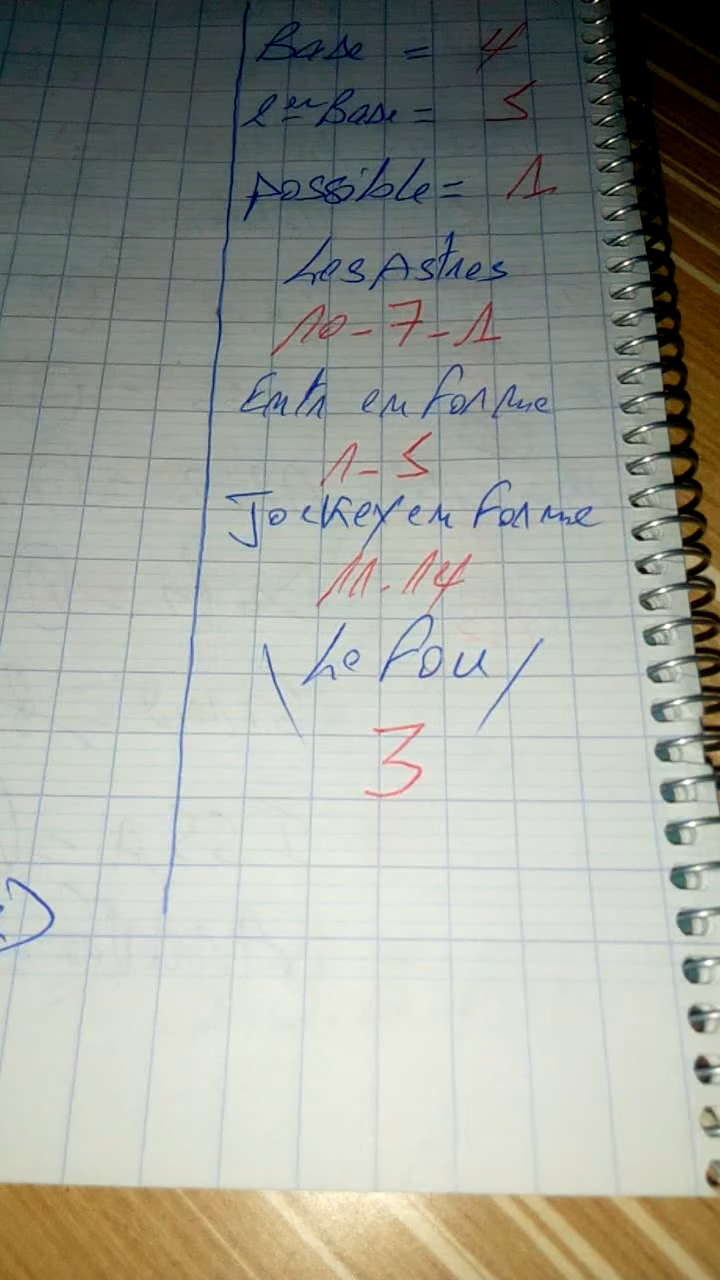 Base = 4
2em Base = 5
possible = 1
Les Astres
10-7-1
Entr en forme
1-5
Jockey en forme
11-14
Le fou
3